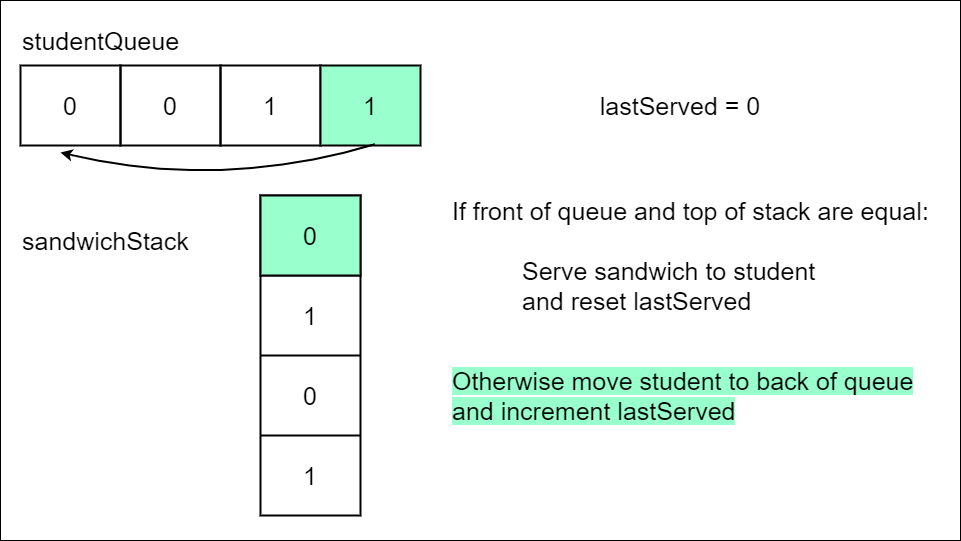 studentQueue
0 0 1 1
lastServed = 0
sandwichStack
0
1
0
1
If front of queue and top of stack are equal:
Serve sandwich to student
and reset lastServed
Otherwise move student to back of queue
and increment lastServed